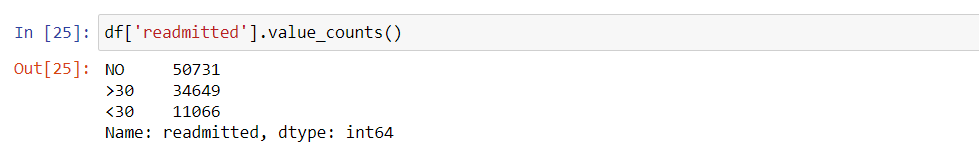 In [25]: df['readmitted'].value_counts()
Out[25]: NO     50731
>30    34649
<30    11066
Name: readmitted, dtype: int64